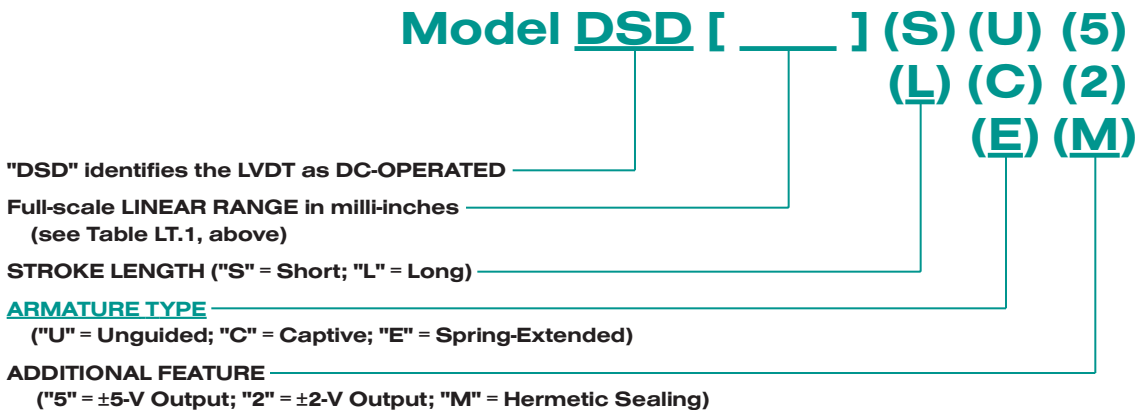 Model DSD [ ____ ] (S) (U) (5)
(L) (C) (2)
(E) (M)
"DSD" identifies the LVDT as DC-OPERATED
Full-scale LINEAR RANGE in milli-inches
(see Table LT.1, above)
STROKE LENGTH ("S" = Short; "L" = Long)
ARMATURE TYPE
("U" = Unguided; "C" = Captive; "E" = Spring-Extended)
ADDITIONAL FEATURE
("5" = ±5-V Output; "2" = ±2-V Output; "M" = Hermetic Sealing)